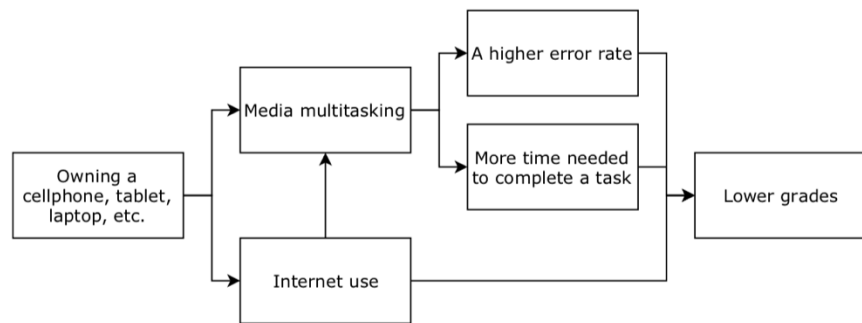 Owning a
cellphone, tablet,
laptop, etc.
Media multitasking
Internet use
A higher error rate
More time needed
to complete a task
Lower grades